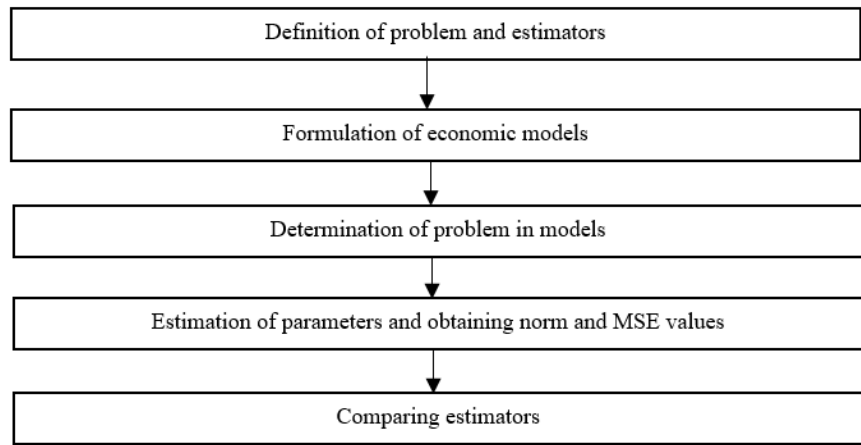 Definition of problem and estimators
Formulation of economic models
Determination of problem in models
Estimation of parameters and obtaining norm and MSE values
Comparing estimators